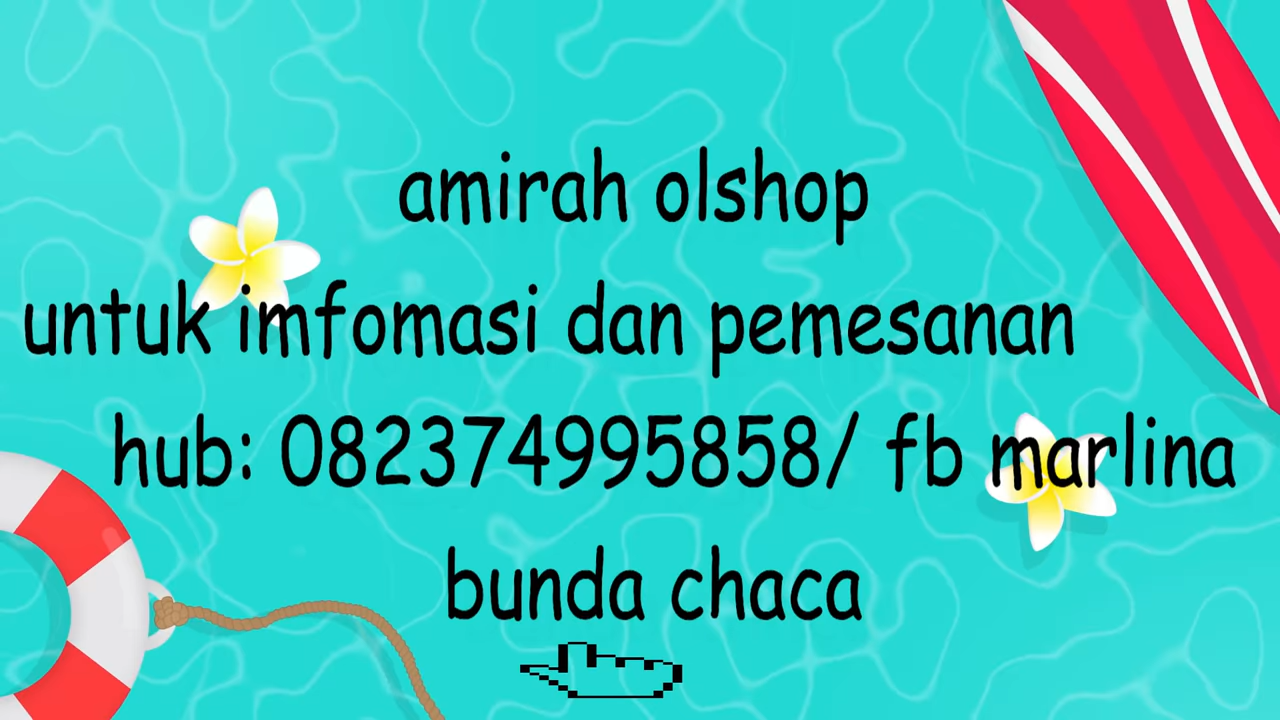 amirah olshop
untuk imfomasi dan pemesanan
hub: 082374995858/ fb marlina
bunda chaca